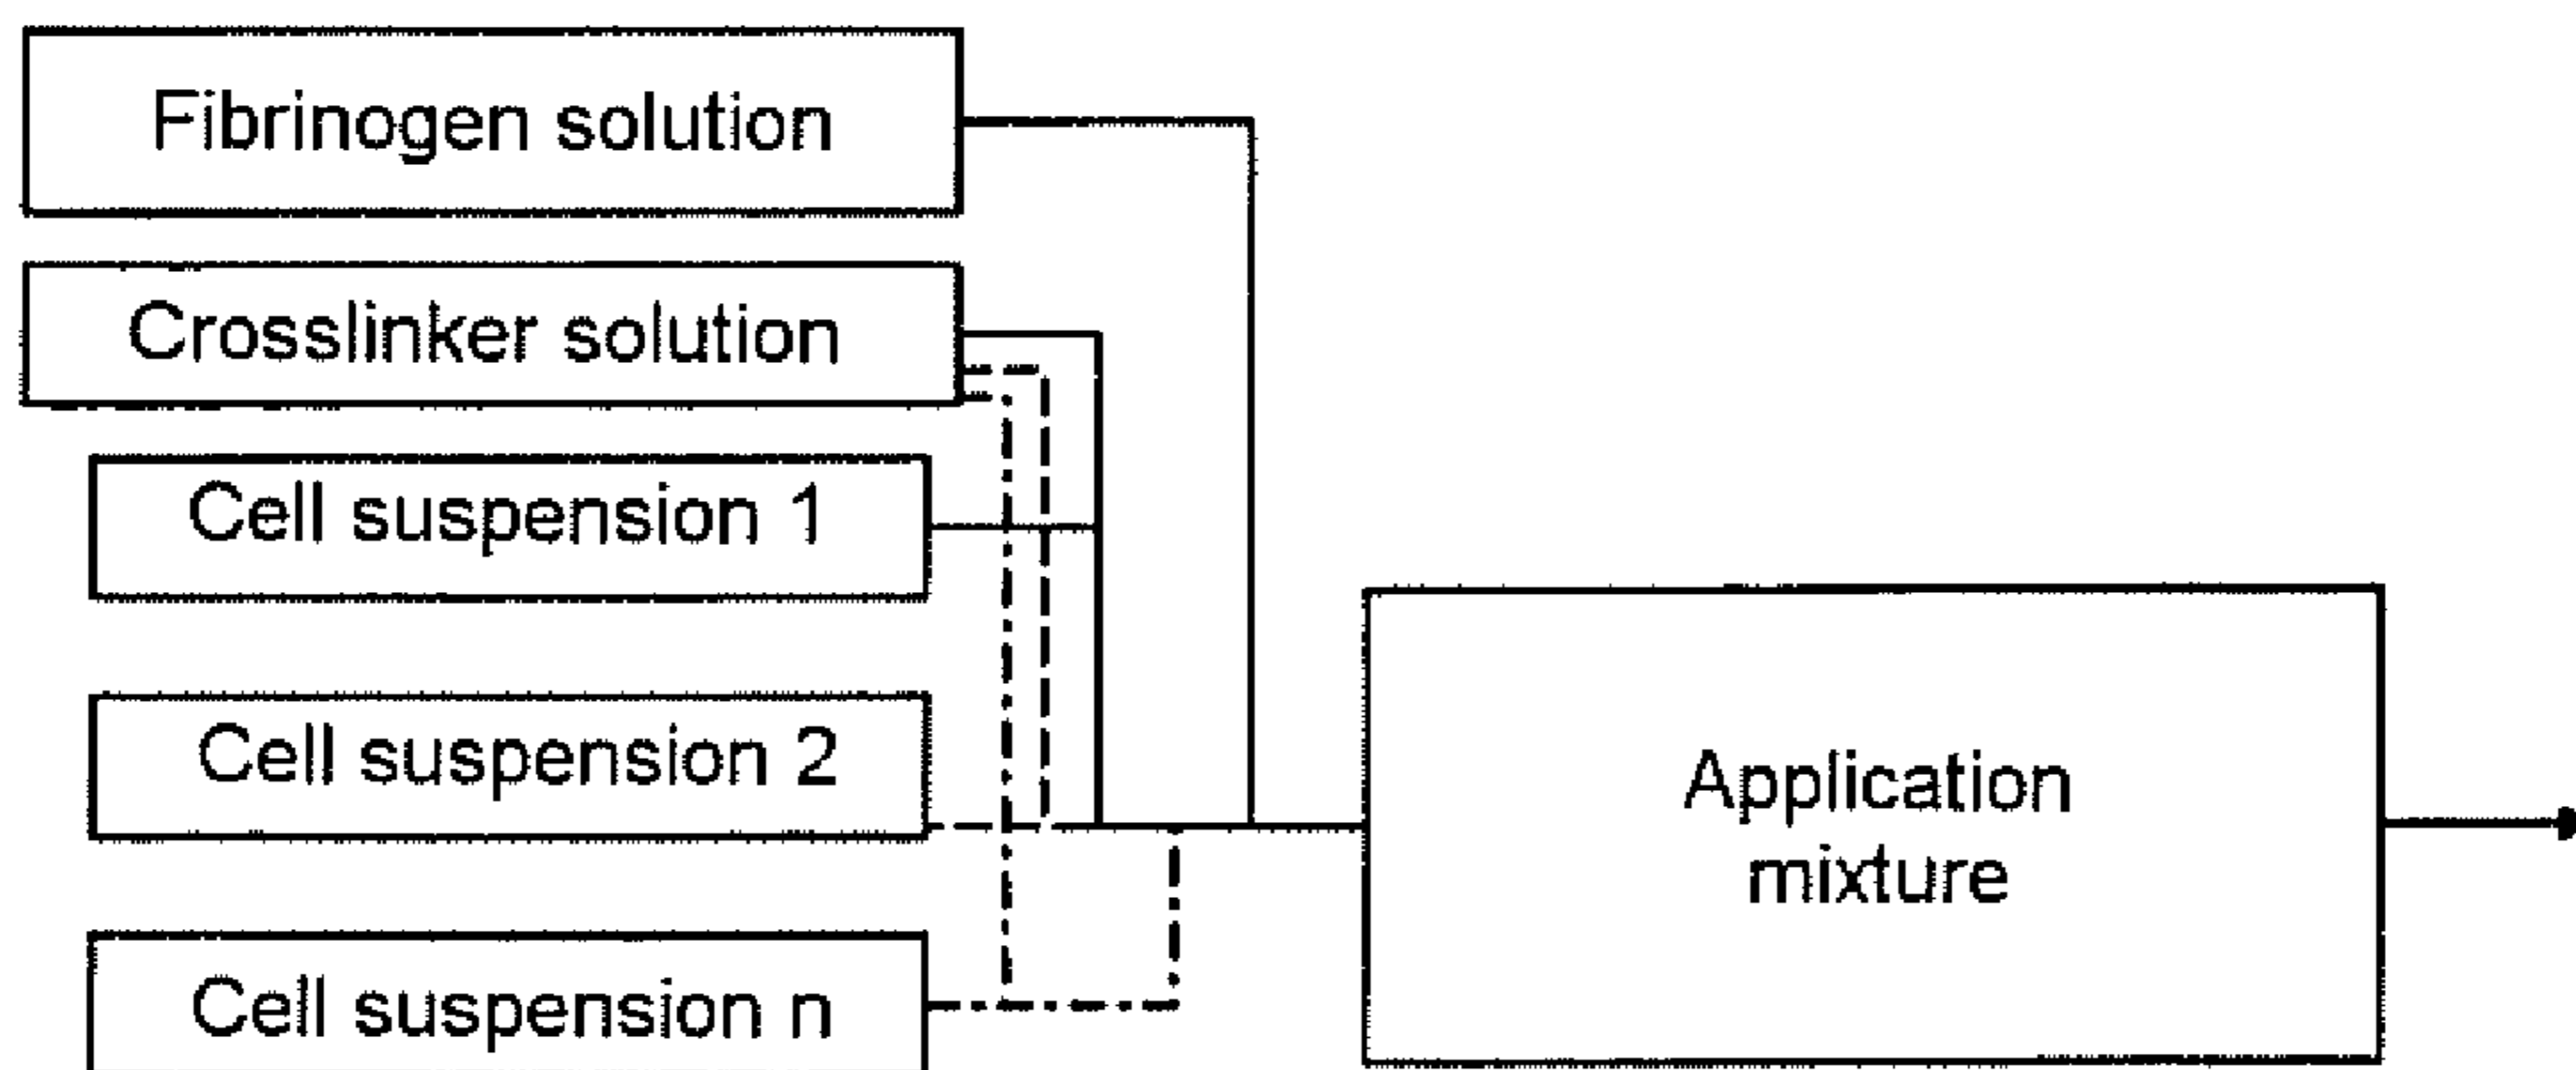 Fibrinogen solution
Crosslinker solution
Cell suspension 1
Cell suspension 2
Cell suspension n
Application
mixture